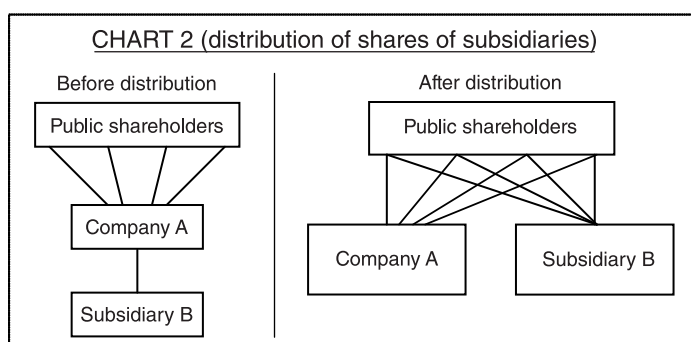 CHART 2 (distribution of shares of subsidiaries)
Before distribution
Public shareholders
Company A
Subsidiary B
After distribution
Public shareholders
Company A
Subsidiary B